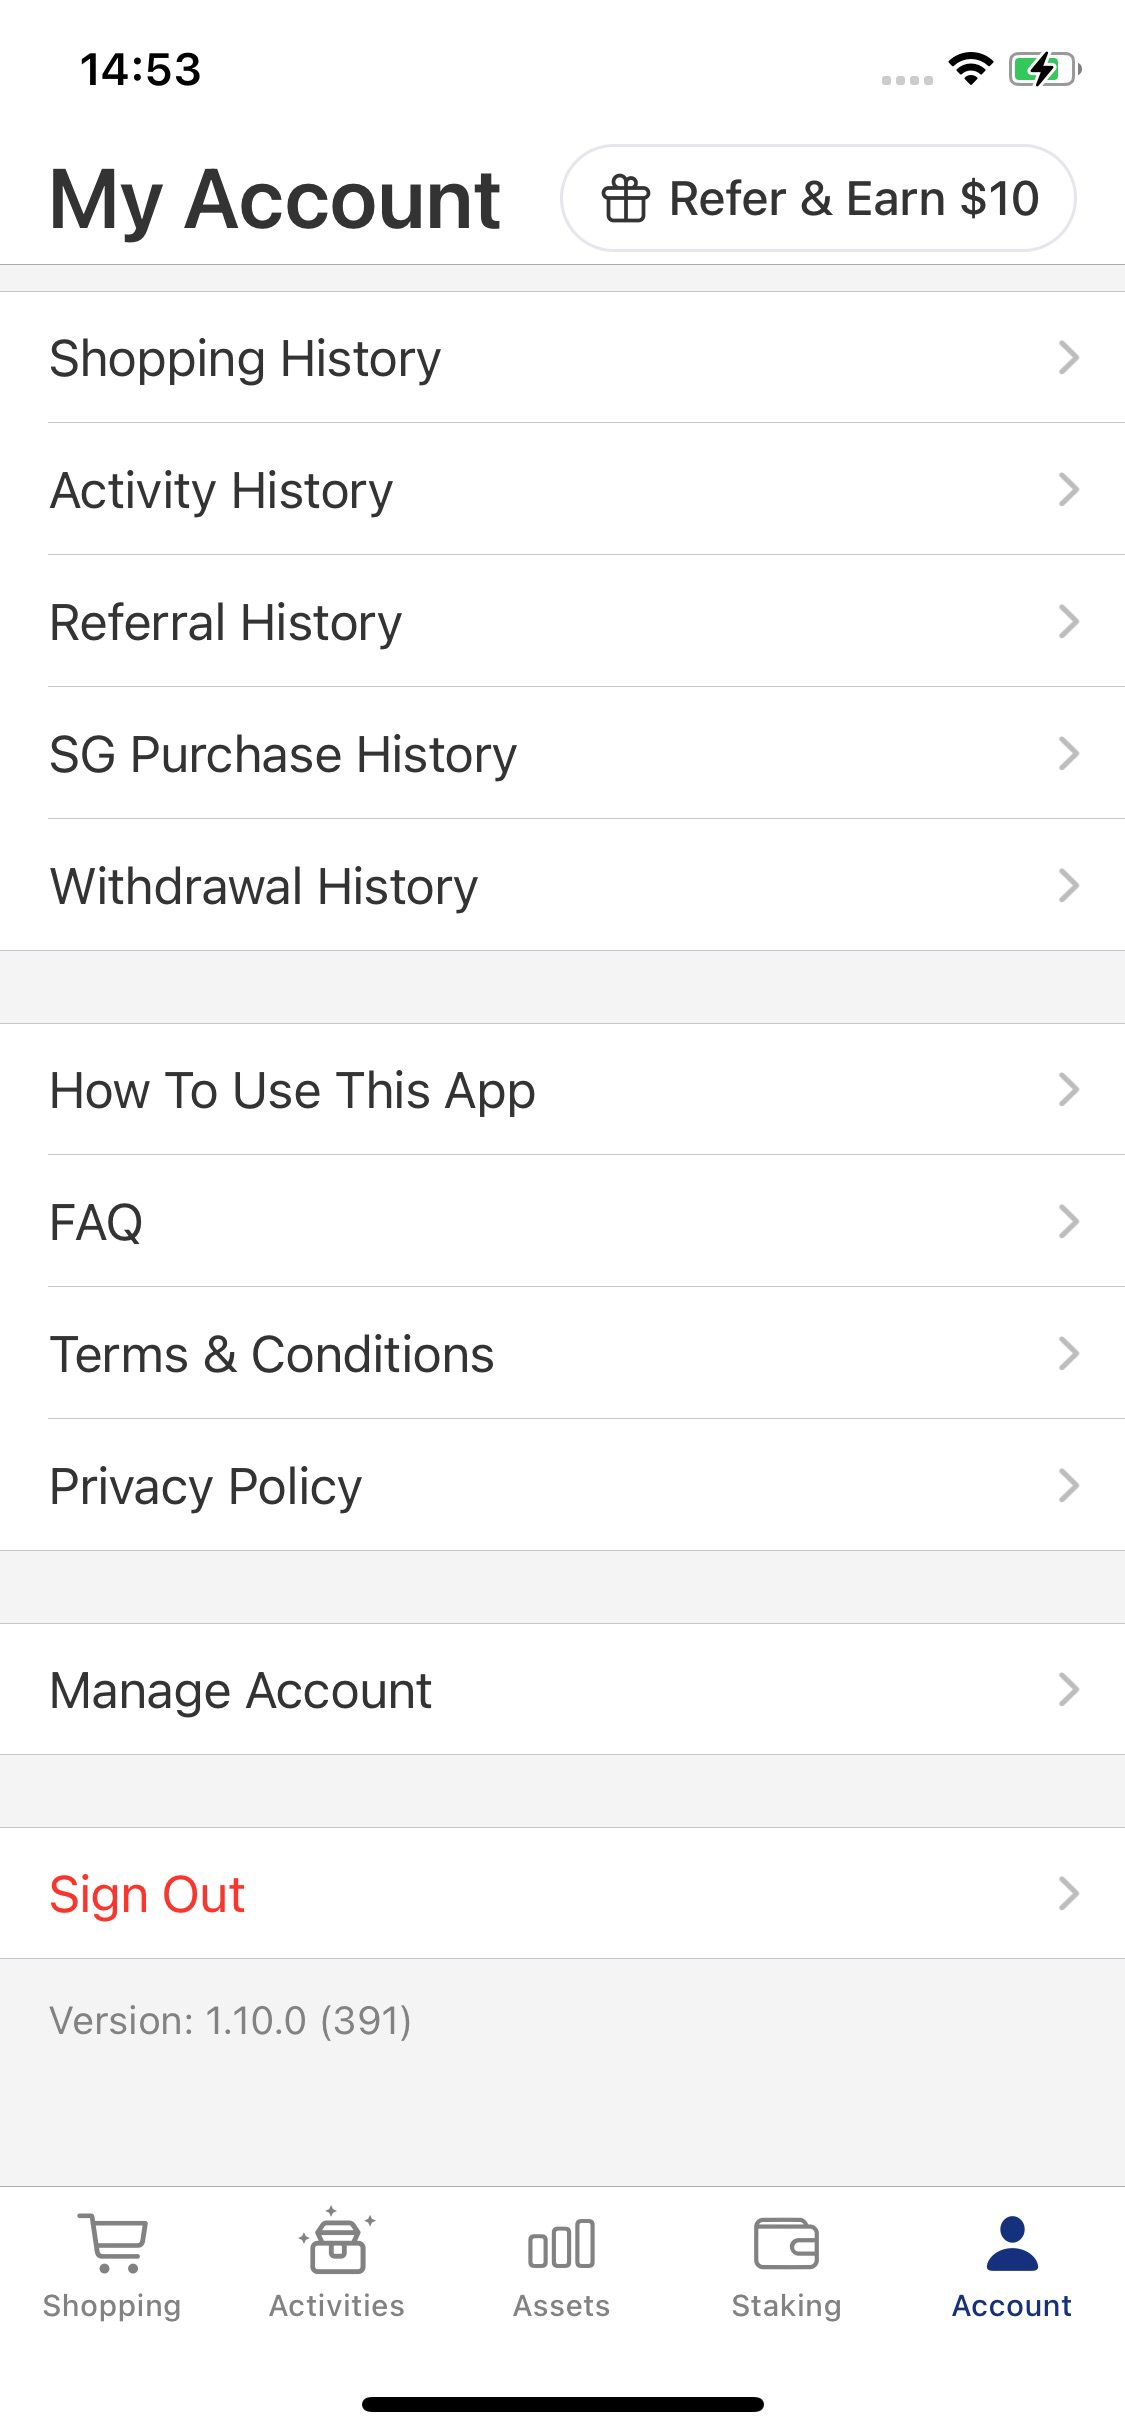 14:53
My Account
Refer & Earn $10
Shopping History
Activity History
Referral History
SG Purchase History
Withdrawal History
How To Use This App
FAQ
Terms & Conditions
Privacy Policy
Manage Account
Sign Out
Version: 1.10.0 (391)
Shopping
Activities
Assets
Staking
Account